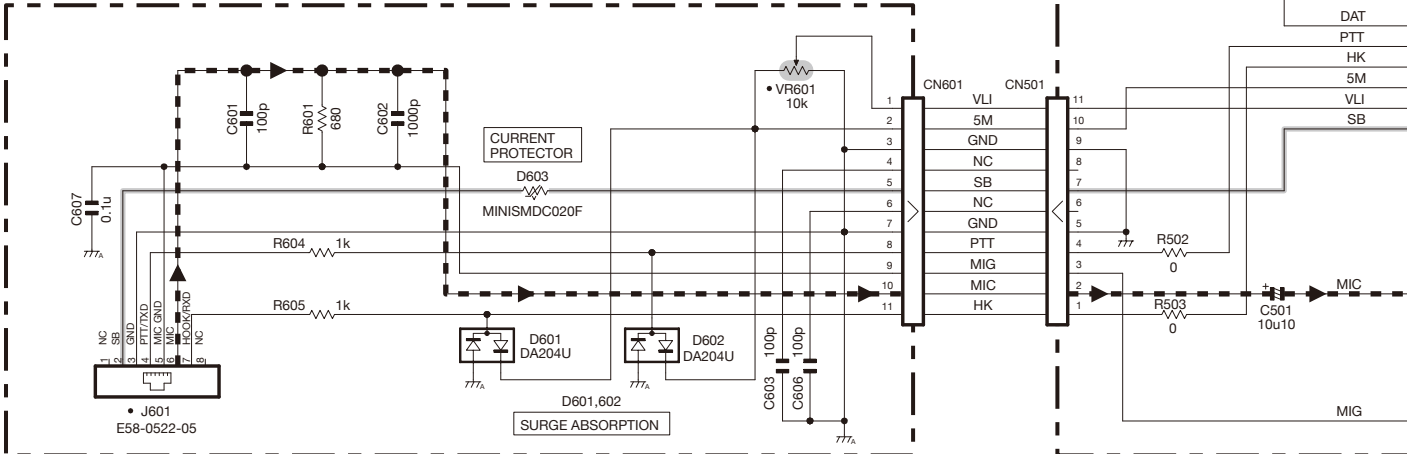 DAT
PTT
HK
5M
VLI
SB
CN601
CN501
VR601
10k
C601
100p
R601
680
C602
1000p
CURRENT
PROTECTOR
D603
MINISMDC020F
C607
0.1u
A
R604 1k
R605 1k
1 VLI 11
2 5M 10
3 GND 9
4 NC 8
5 SB 7
6 NC 6
7 GND 5
8 PTT 4
9 MIG 3
10 MIC 2
11 HK 1
R502
0
R503
0
+
C501
10u10
MIC
MIG
1 NC
2 SB
3 GND
4 PTT/TXD
5 MIC GND
6 MIC
7 HOOK/RXD
8 NC
J601
E58-0522-05
D601
DA204U
A
D602
DA204U
A
C603 100p
C606 100p
A
D601,602
SURGE ABSORPTION